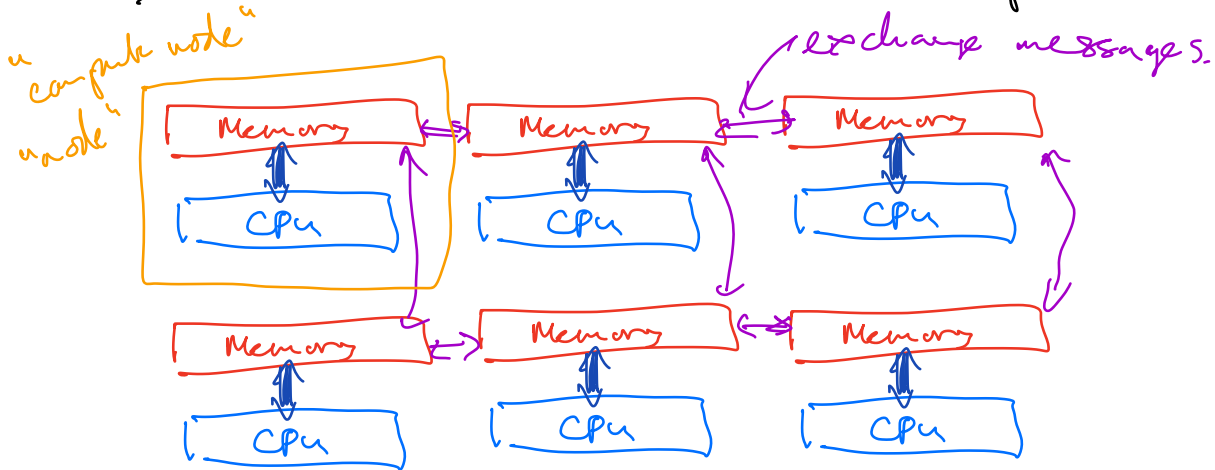 "compute node"
"node"
exchange messages.
Memory
Memory
Memory
CPU
CPU
CPU
Memory
Memory
Memory
CPU
CPU
CPU